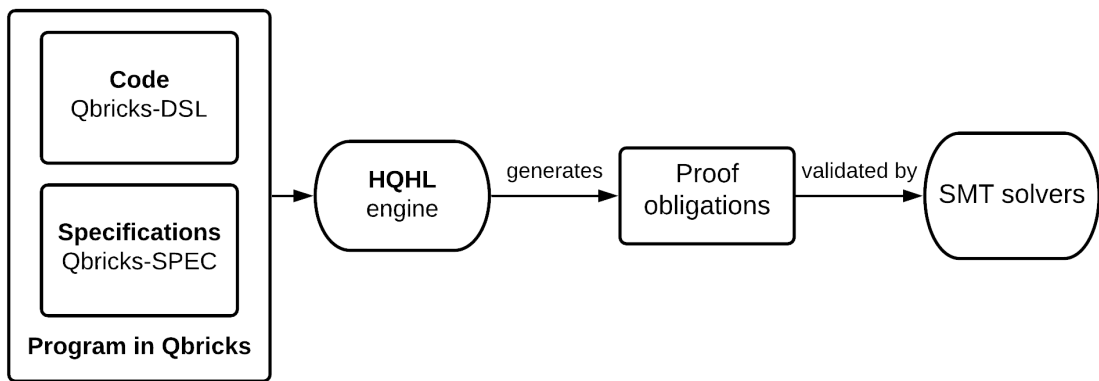 Code
Qbricks-DSL
Specifications
Qbricks-SPEC
Program in Qbricks
HQHL
engine
generates
Proof
obligations
validated by
SMT solvers